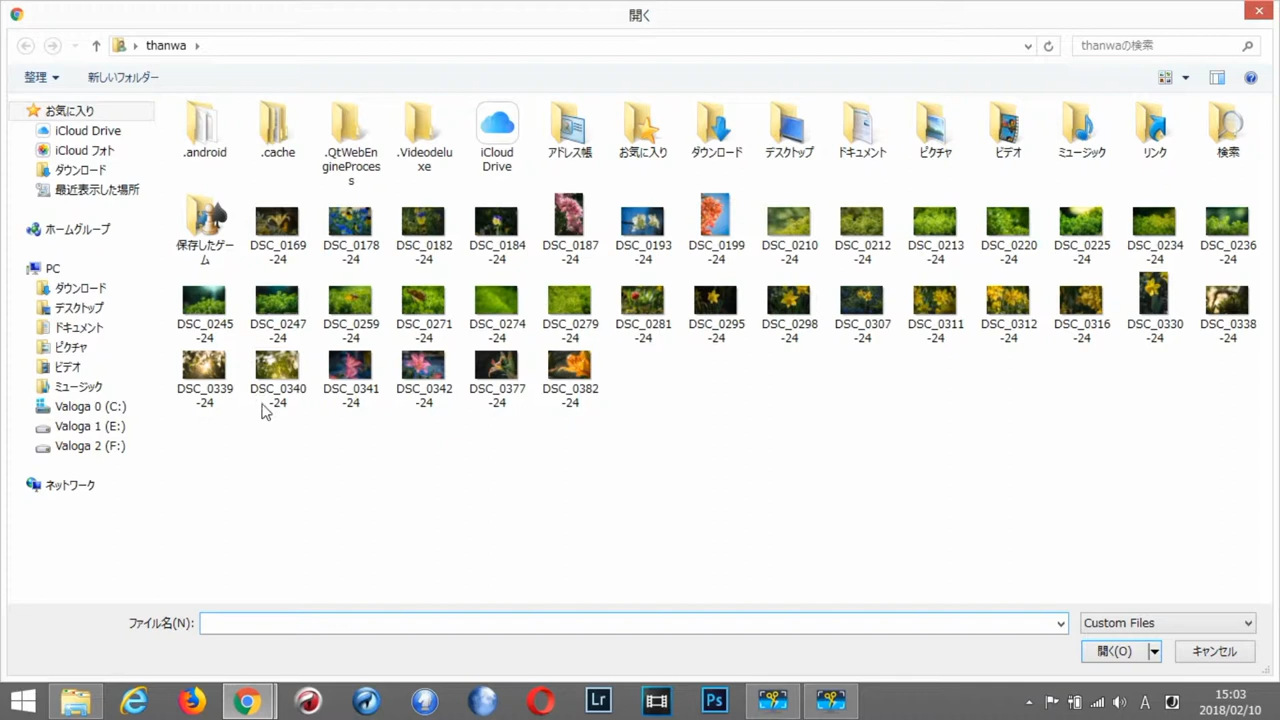 開く
thanwa
thanwaの検索
整理
新しいフォルダー
お気に入り
iCloud Drive
iCloud フォト
ダウンロード
最近表示した場所
ホームグループ
PC
ダウンロード
デスクトップ
ドキュメント
ピクチャ
ビデオ
ミュージック
Valoga 0 (C:)
Valoga 1 (E:)
Valoga 2 (F:)
ネットワーク
.android
.cache
.QtWebEn
gineProces
s
.Videodelu
xe
iCloud
Drive
アドレス帳
お気に入り
ダウンロード
デスクトップ
ドキュメント
ピクチャ
ビデオ
ミュージック
リンク
検索
保存したゲー
ム
DSC_0169
-24
DSC_0178
-24
DSC_0182
-24
DSC_0184
-24
DSC_0187
-24
DSC_0193
-24
DSC_0199
-24
DSC_0210
-24
DSC_0212
-24
DSC_0213
-24
DSC_0220
-24
DSC_0225
-24
DSC_0234
-24
DSC_0236
-24
DSC_0245
-24
DSC_0247
-24
DSC_0259
-24
DSC_0271
-24
DSC_0274
-24
DSC_0279
-24
DSC_0281
-24
DSC_0295
-24
DSC_0298
-24
DSC_0307
-24
DSC_0311
-24
DSC_0312
-24
DSC_0316
-24
DSC_0330
-24
DSC_0338
-24
DSC_0339
-24
DSC_0340
-24
DSC_0341
-24
DSC_0342
-24
DSC_0377
-24
DSC_0382
-24
ファイル名(N):
Custom Files
開く(O)
キャンセル
Lr
Ps
A
15:03
2018/02/10